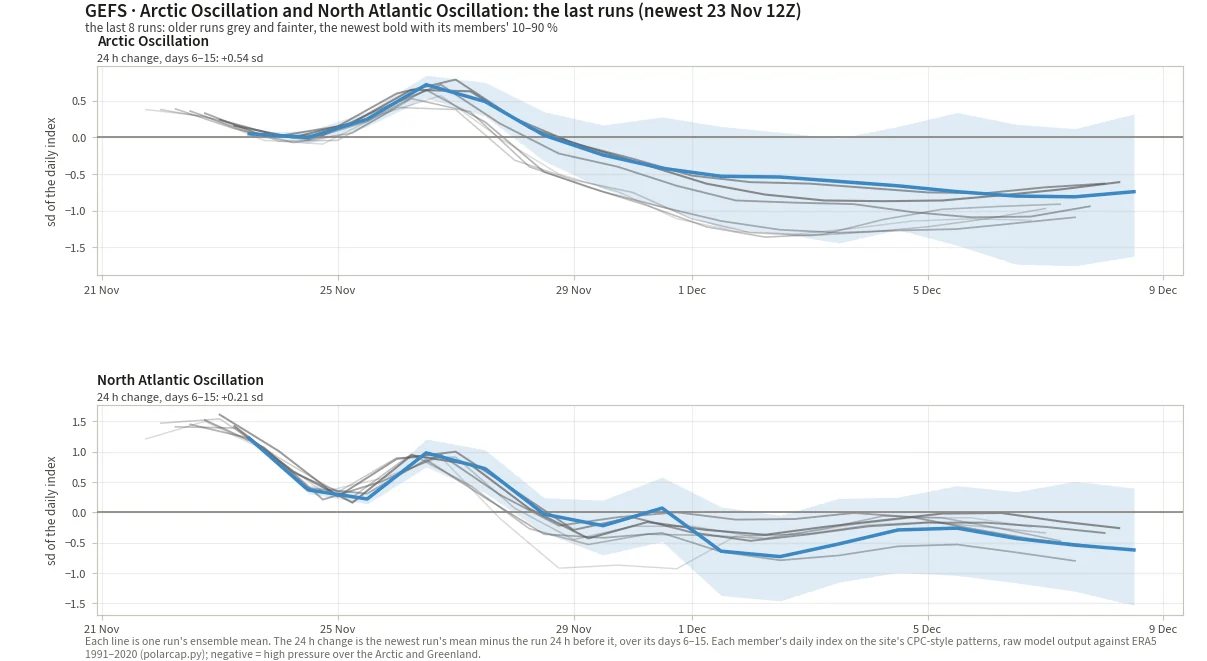 GEFS · Arctic Oscillation and North Atlantic Oscillation: the last runs (newest 23 Nov 12Z)
the last 8 runs: older runs grey and fainter, the newest bold with its members' 10–90 %
Arctic Oscillation
24 h change, days 6–15: +0.54 sd
sd of the daily index
0.5
0.0
−0.5
−1.0
−1.5
21 Nov
25 Nov
29 Nov
1 Dec
5 Dec
9 Dec
North Atlantic Oscillation
24 h change, days 6–15: +0.21 sd
sd of the daily index
1.5
1.0
0.5
0.0
−0.5
−1.0
−1.5
21 Nov
25 Nov
29 Nov
1 Dec
5 Dec
9 Dec
Each line is one run's ensemble mean. The 24 h change is the newest run's mean minus the run 24 h before it, over its days 6–15. Each member's daily index on the site's CPC-style patterns, raw model output against ERA5
1991–2020 (polarcap.py); negative = high pressure over the Arctic and Greenland.